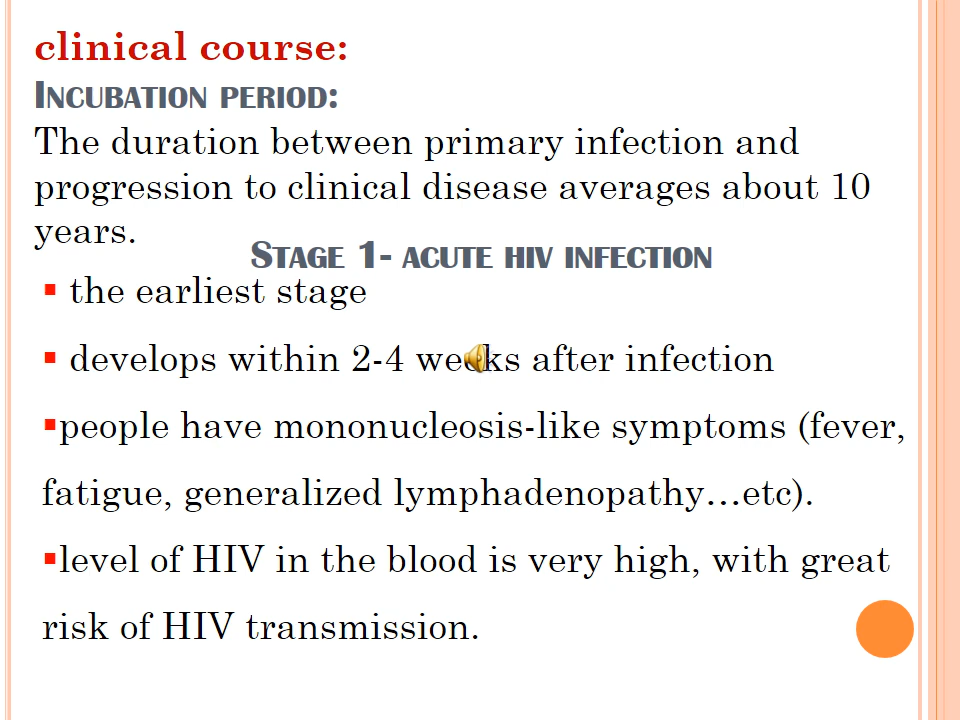 clinical course:
INCUBATION PERIOD:
The duration between primary infection and
progression to clinical disease averages about 10
years.
STAGE 1- ACUTE HIV INFECTION
▪ the earliest stage
▪ develops within 2-4 weeks after infection
▪people have mononucleosis-like symptoms (fever,
fatigue, generalized lymphadenopathy…etc).
▪level of HIV in the blood is very high, with great
risk of HIV transmission.